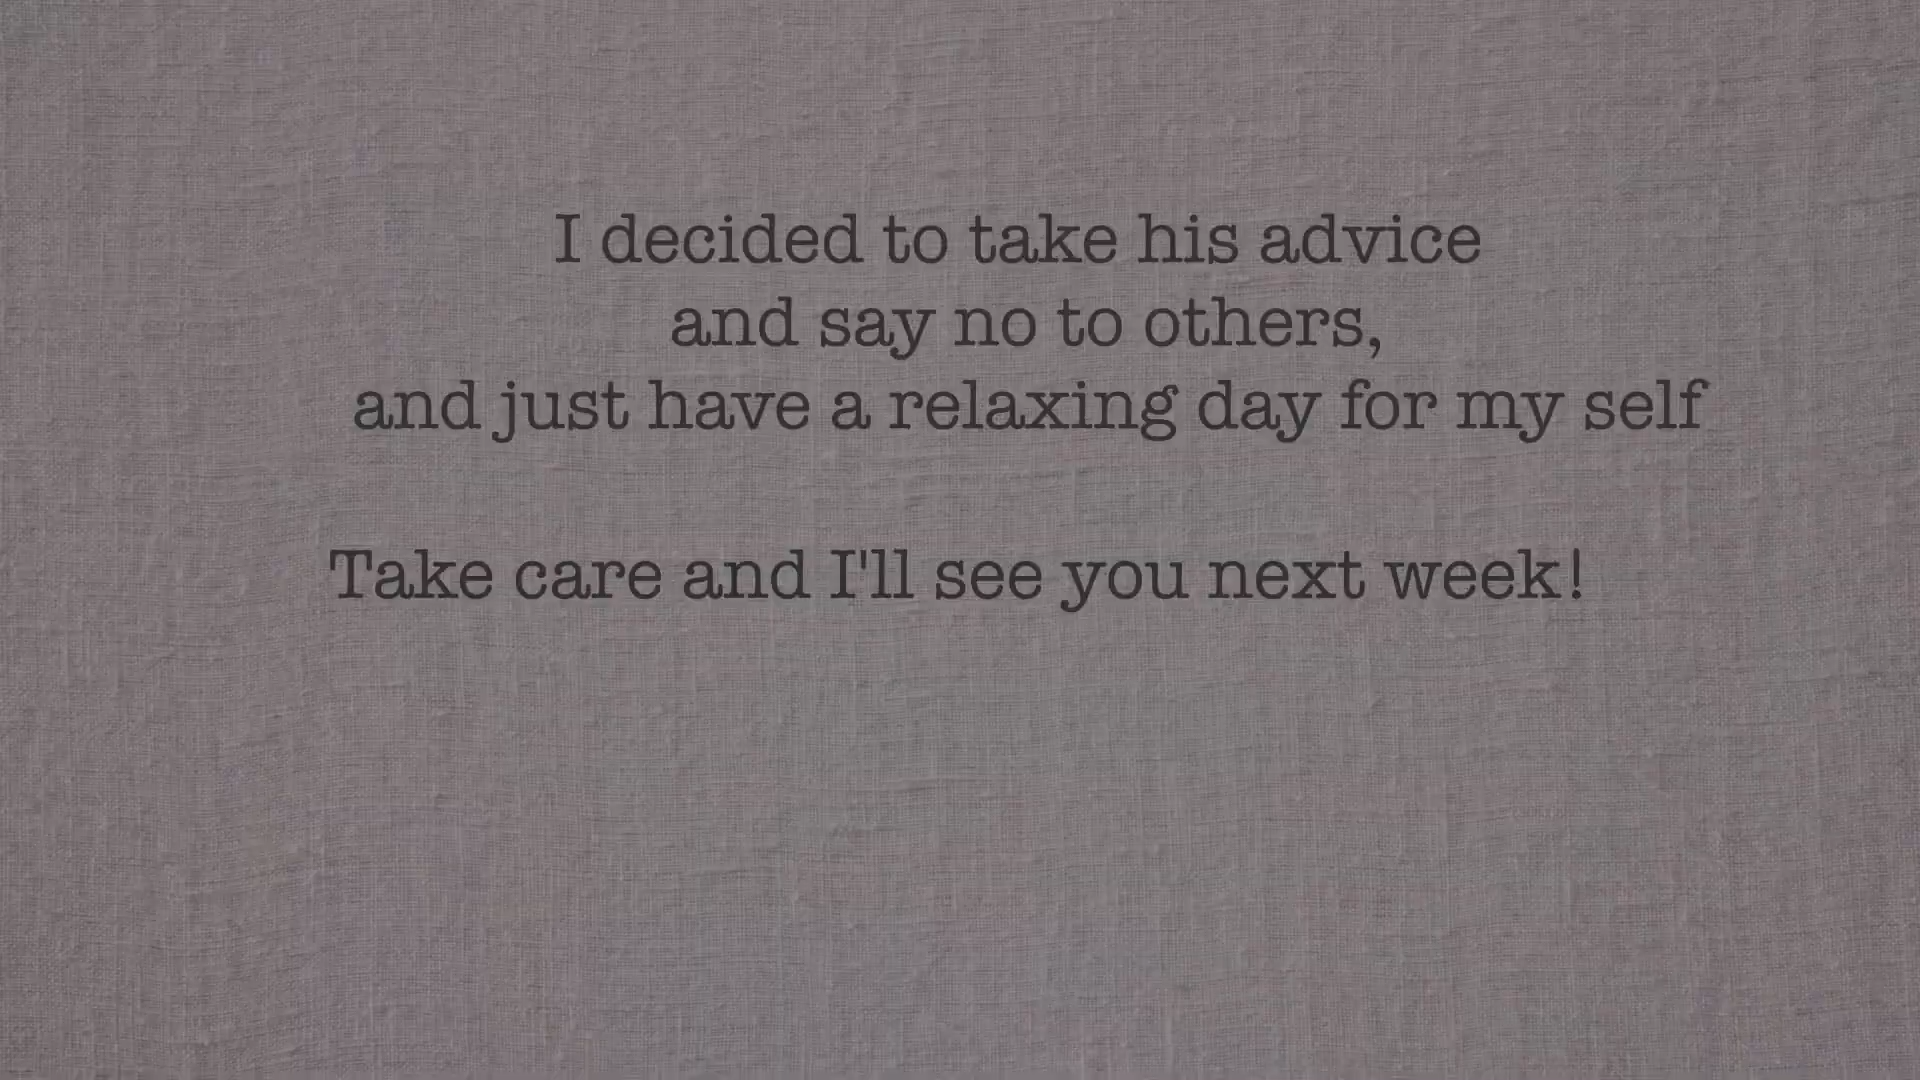 I decided to take his advice
and say no to others,
and just have a relaxing day for my self
Take care and I'll see you next week!